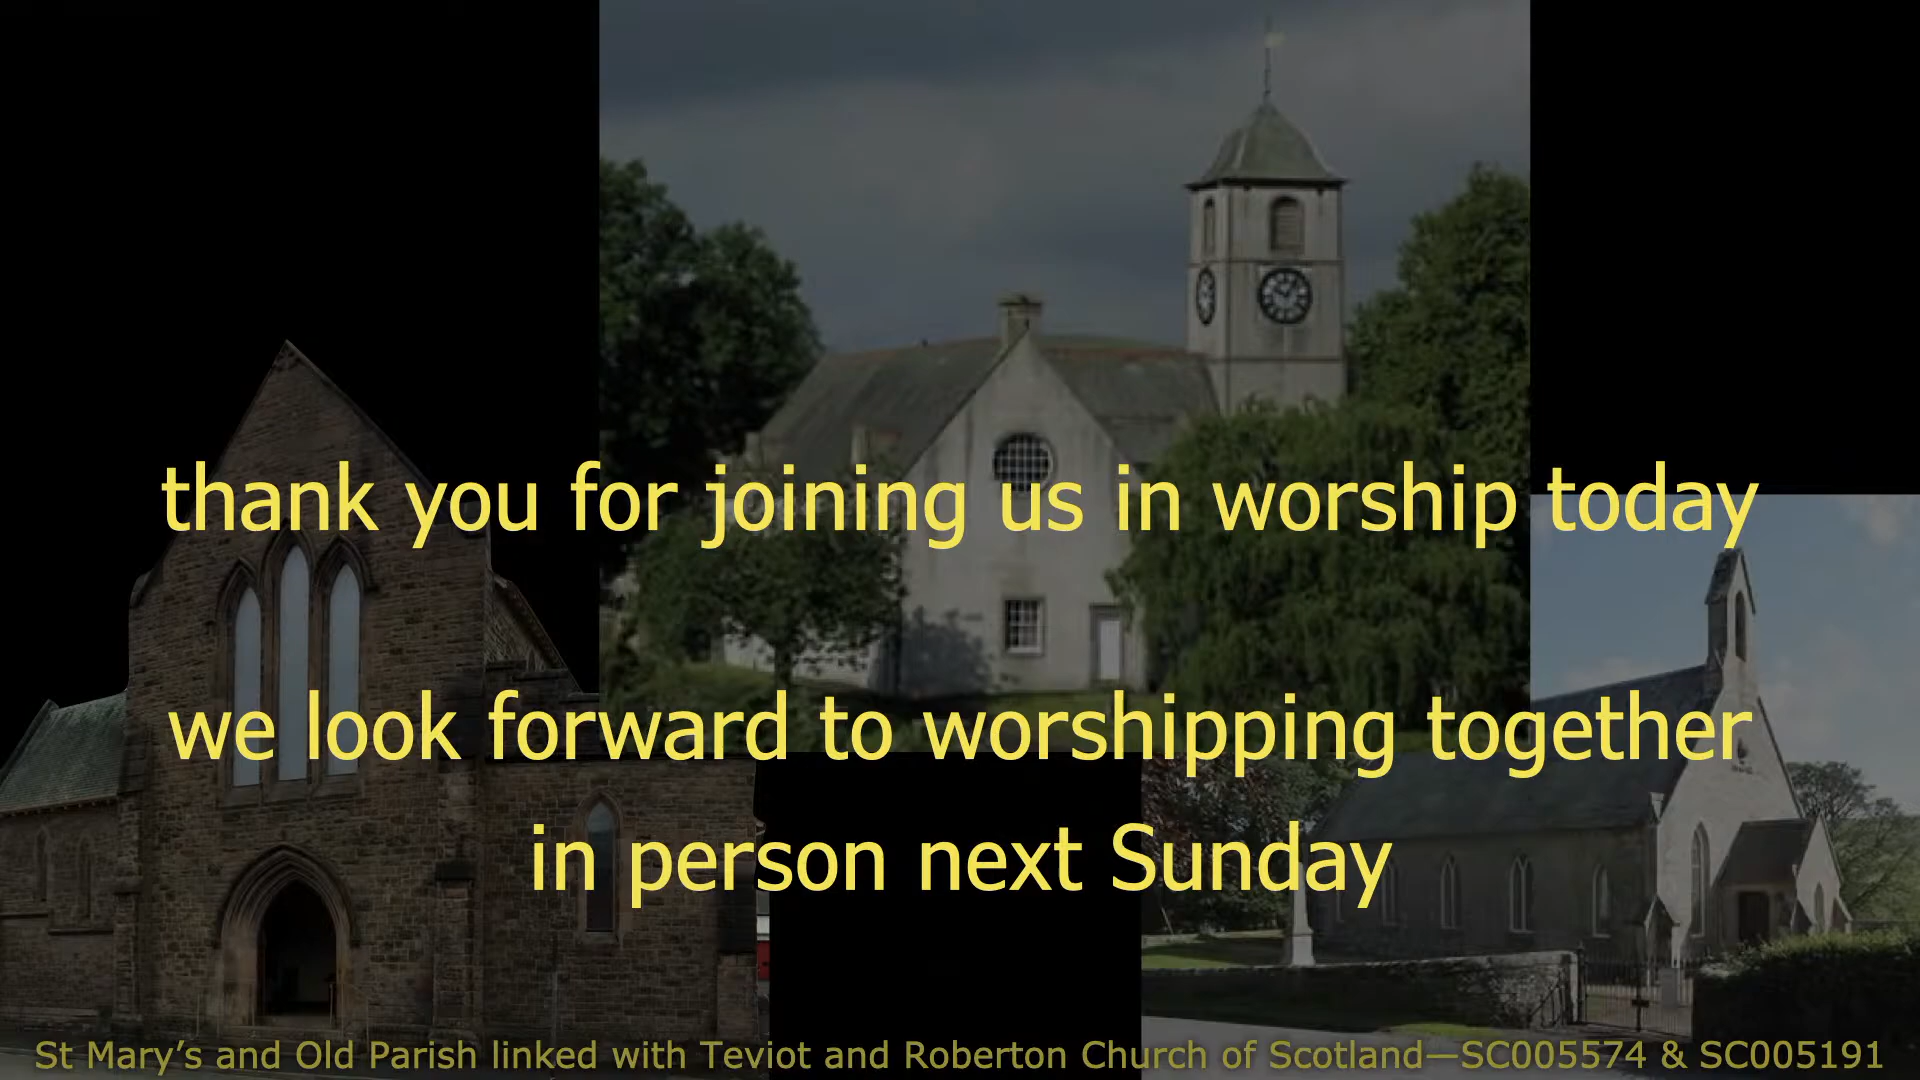 thank you for joining us in worship today
we look forward to worshipping together
in person next Sunday
St Mary’s and Old Parish linked with Teviot and Roberton Church of Scotland—SC005574 & SC005191